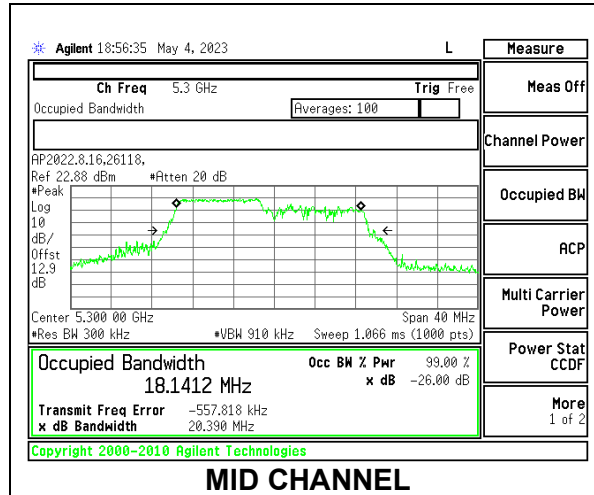 Agilent 18:56:35 May 4, 2023 L
Measure
Ch Freq 5.3 GHz Trig Free
Occupied Bandwidth Averages: 100
AP2022.8.16,26118,
Ref 22.88 dBm #Atten 20 dB
#Peak
Log
10
dB/
Offst
12.9
dB
Center 5.300 00 GHz Span 40 MHz
#Res BW 300 kHz #VBW 910 kHz Sweep 1.066 ms (1000 pts)
Occupied Bandwidth Occ BW % Pwr 99.00 %
18.1412 MHz x dB -26.00 dB
Transmit Freq Error -557.818 kHz
x dB Bandwidth 20.390 MHz
Copyright 2000-2010 Agilent Technologies
Meas Off
Channel Power
Occupied BW
ACP
Multi Carrier
Power
Power Stat
CCDF
More
1 of 2
MID CHANNEL